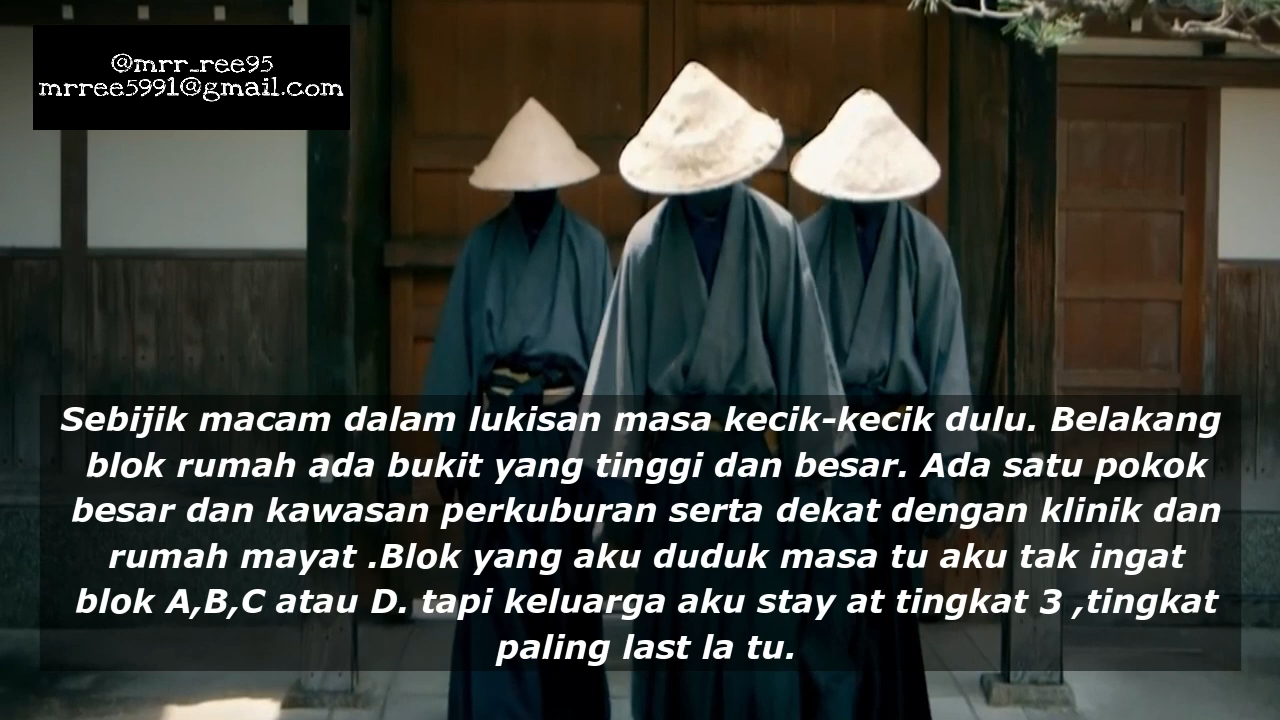 @mrr_ree95
mrree5991@gmail.com
Sebijik macam dalam lukisan masa kecik-kecik dulu. Belakang
blok rumah ada bukit yang tinggi dan besar. Ada satu pokok
besar dan kawasan perkuburan serta dekat dengan klinik dan
rumah mayat .Blok yang aku duduk masa tu aku tak ingat
blok A,B,C atau D. tapi keluarga aku stay at tingkat 3 ,tingkat
paling last la tu.